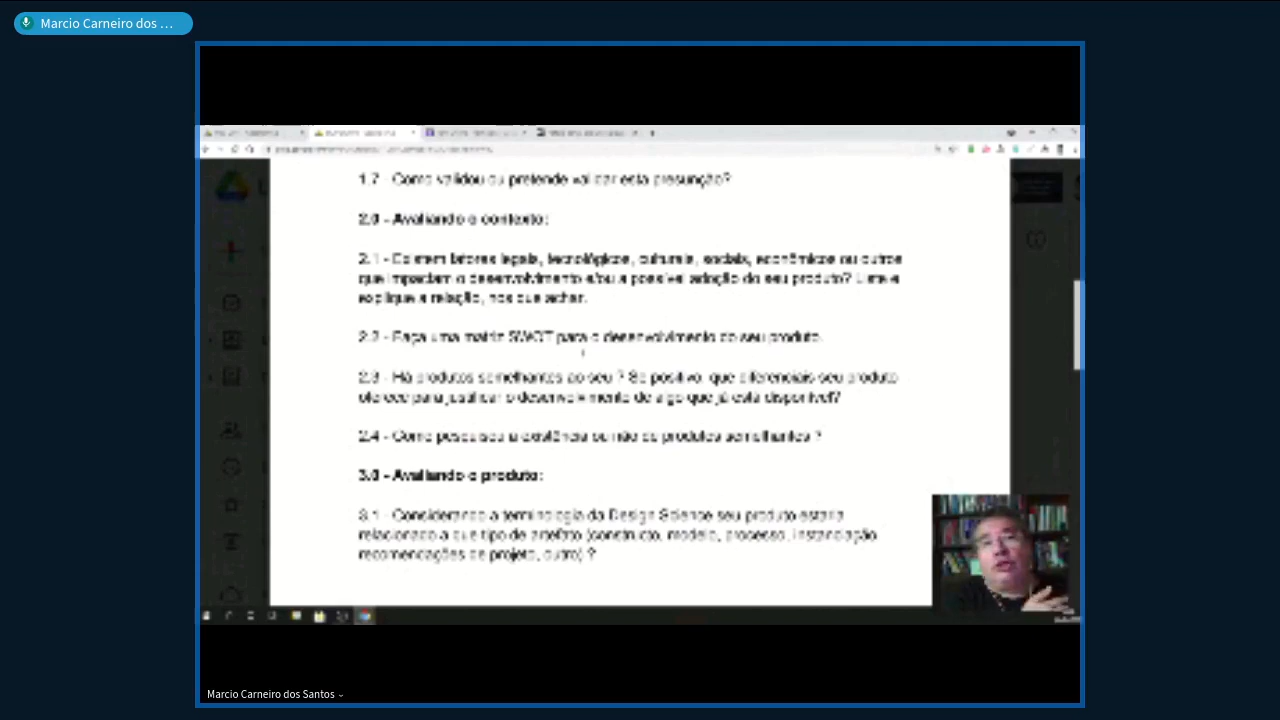 Marcio Carneiro dos ...
1.7 - Como validou ou pretende validar esta presunção?
2.0 - Avaliando o contexto:
2.1 - Existem fatores legais, tecnológicos, culturais, sociais, econômicos ou outros
que impactam o desenvolvimento e/ou a possível adoção do seu produto? Liste e
explique a relação, nos que achar.
2.2 - Faça uma matriz SWOT para o desenvolvimento do seu produto.
2.3 - Há produtos semelhantes ao seu ? Se positivo, que diferenciais seu produto
oferece para justificar o desenvolvimento de algo que já está disponível?
2.4 - Como pesquisou a existência ou não de produtos semelhantes ?
3.0 - Avaliando o produto:
3.1 - Considerando a terminologia da Design Science seu produto estaria
relacionado a que tipo de artefato (constructo, modelo, processo, instanciação
recomendações de projeto, outro) ?
Marcio Carneiro dos Santos